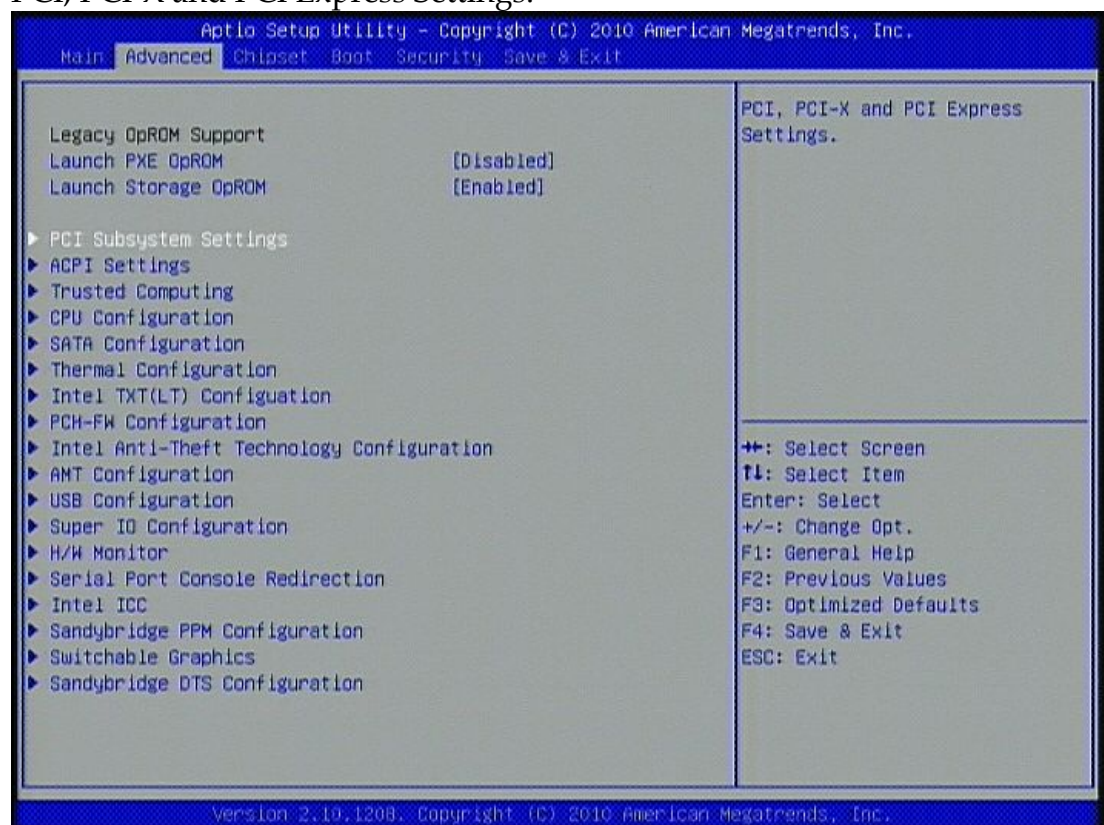 PCI, PCI-X and PCI Express Settings.
Aptio Setup Utility - Copyright (C) 2010 American Megatrends, Inc.
Main Advanced Chipset Boot Security Save & Exit
Legacy OpROM Support
Launch PXE OpROM [Disabled]
Launch Storage OpROM [Enabled]
PCI Subsystem Settings
ACPI Settings
Trusted Computing
CPU Configuration
SATA Configuration
Thermal Configuration
Intel TXT(LT) Configuation
PCH-FW Configuration
Intel Anti-Theft Technology Configuration
AMT Configuration
USB Configuration
Super IO Configuration
H/W Monitor
Serial Port Console Redirection
Intel ICC
Sandybridge PPM Configuration
Switchable Graphics
Sandybridge DTS Configuration
PCI, PCI-X and PCI Express
Settings.
→←: Select Screen
↑↓: Select Item
Enter: Select
+/-: Change Opt.
F1: General Help
F2: Previous Values
F3: Optimized Defaults
F4: Save & Exit
ESC: Exit
Version 2.10.1208. Copyright (C) 2010 American Megatrends, Inc.